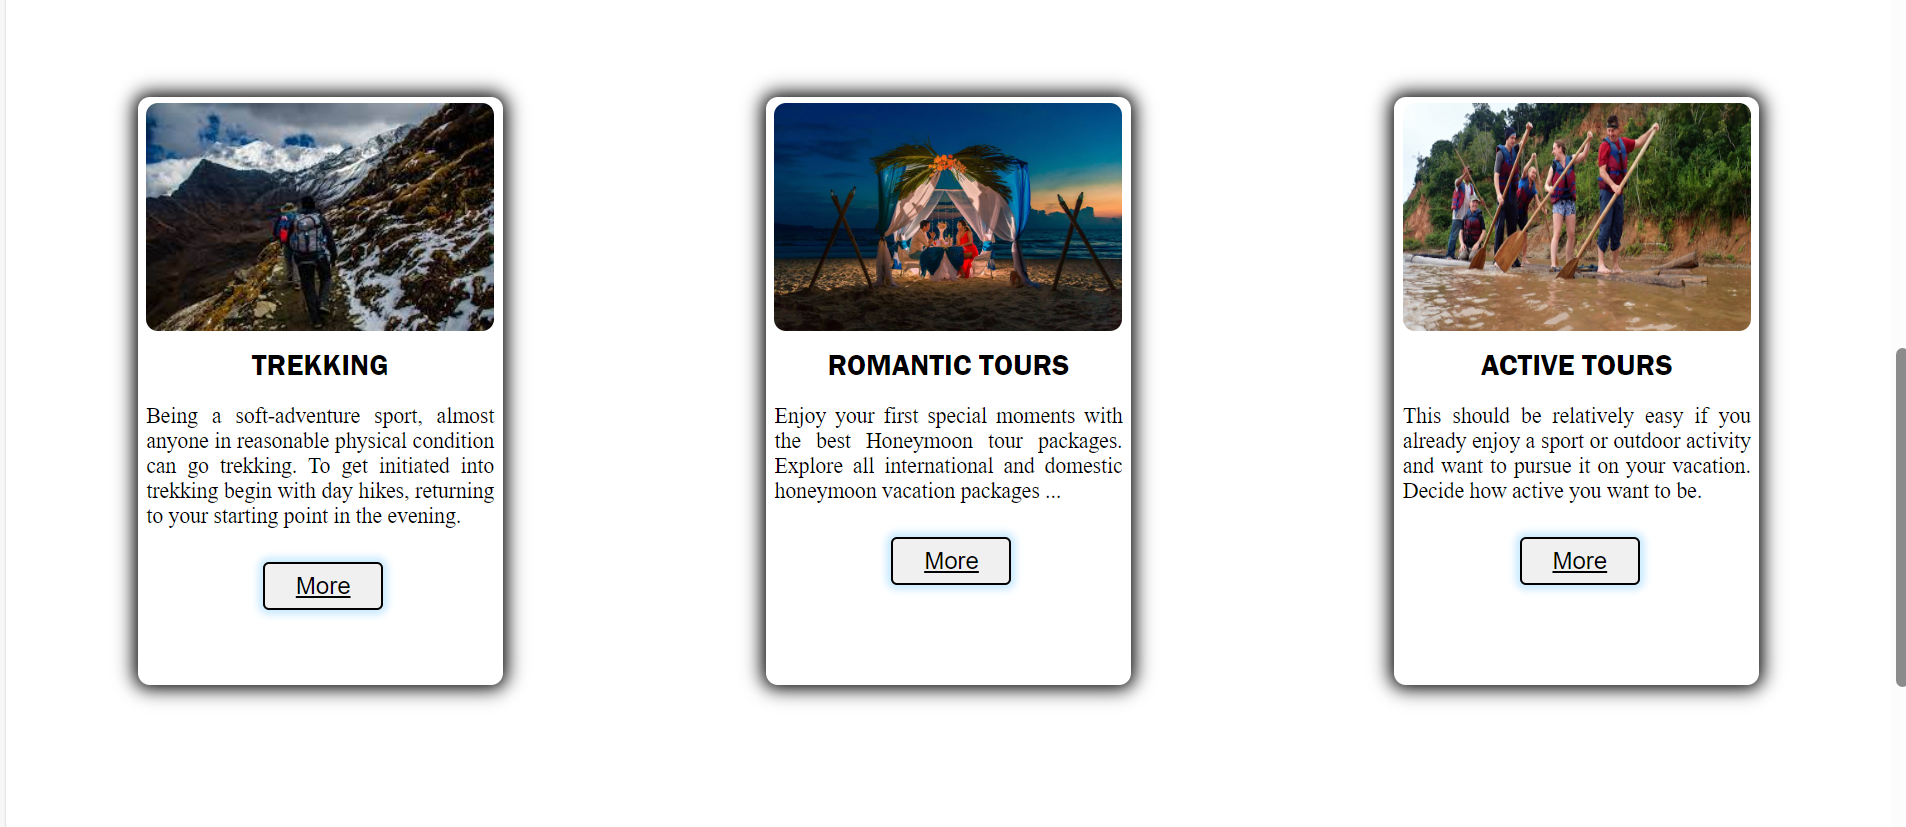 TREKKING
Being a soft-adventure sport, almost
anyone in reasonable physical condition
can go trekking. To get initiated into
trekking begin with day hikes, returning
to your starting point in the evening.
More
ROMANTIC TOURS
Enjoy your first special moments with
the best Honeymoon tour packages.
Explore all international and domestic
honeymoon vacation packages ...
More
ACTIVE TOURS
This should be relatively easy if you
already enjoy a sport or outdoor activity
and want to pursue it on your vacation.
Decide how active you want to be.
More